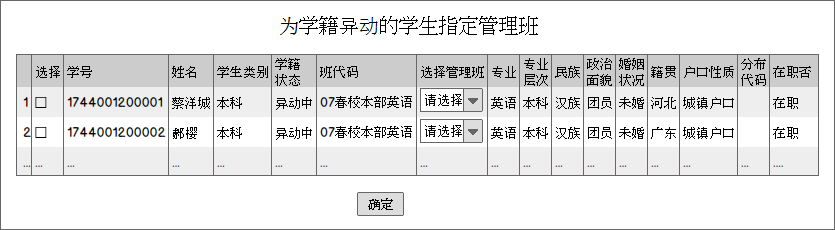 为学籍异动的学生指定管理班
选择 学号 姓名 学生类别 学籍状态 班代码 选择管理班 专业 专业层次 民族 政治面貌 婚姻状况 籍贯 户口性质 分布代码 在职否
1 1744001200001 蔡洋城 本科 异动中 07春校本部英语 请选择 英语 本科 汉族 团员 未婚 河北 城镇户口 在职
2 1744001200002 郝樱 本科 异动中 07春校本部英语 请选择 英语 本科 汉族 团员 未婚 广东 城镇户口 在职
... ... ... ... ... ... ... ... ... ... ... ... ... ... ... ... ....
确定